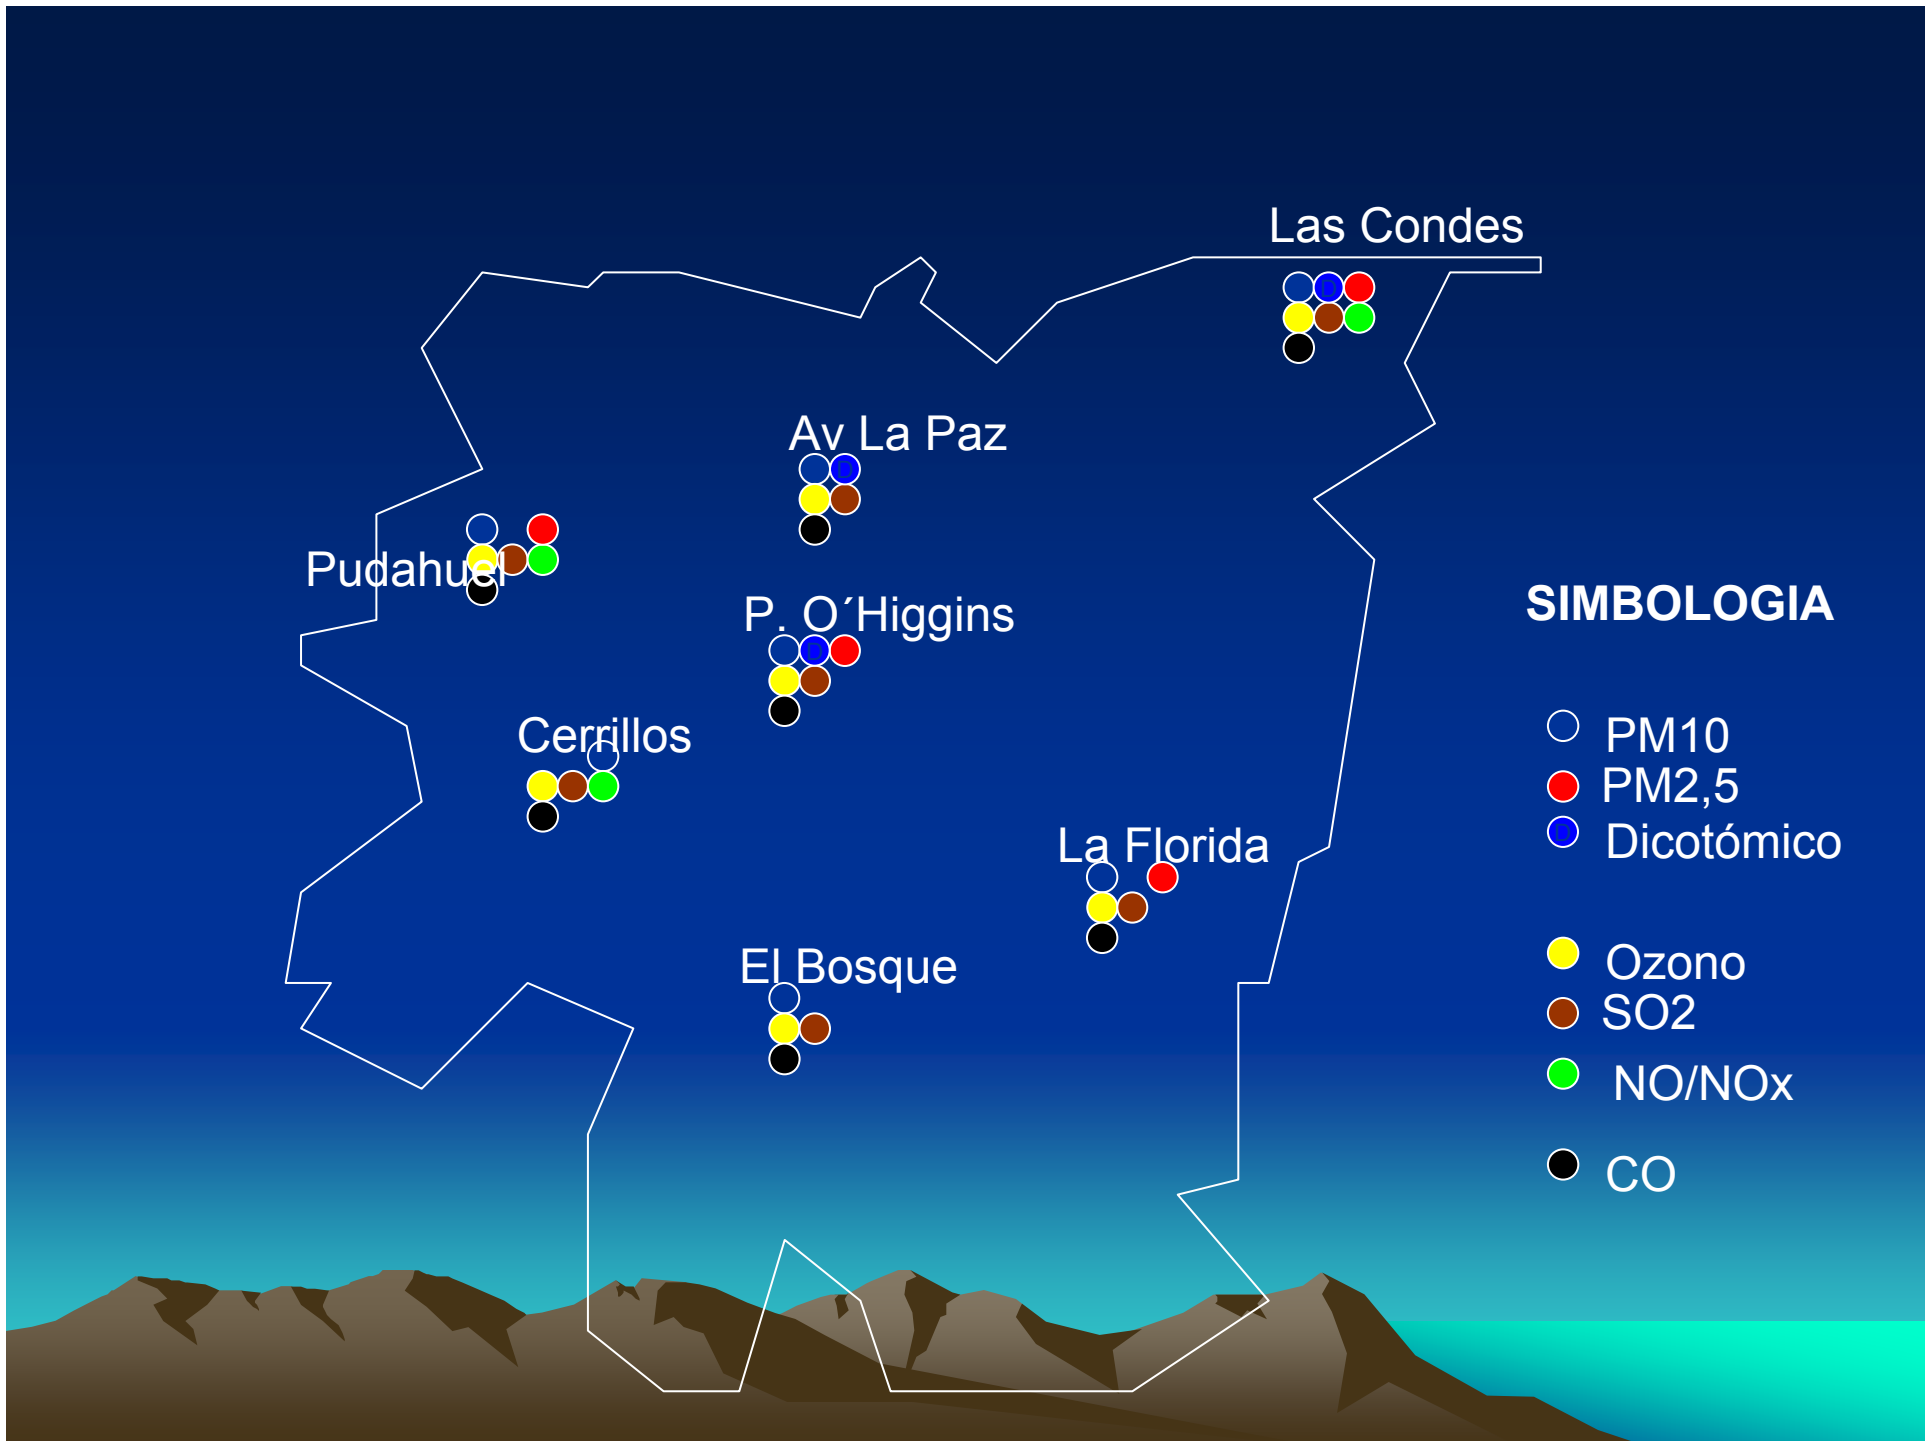 Las Condes
D
Av La Paz
D
Pudahuel
P. O´Higgins
D
Cerrillos
La Florida
El Bosque
SIMBOLOGIA
PM10
PM2,5
D Dicotómico
Ozono
SO2
NO/NOx
CO